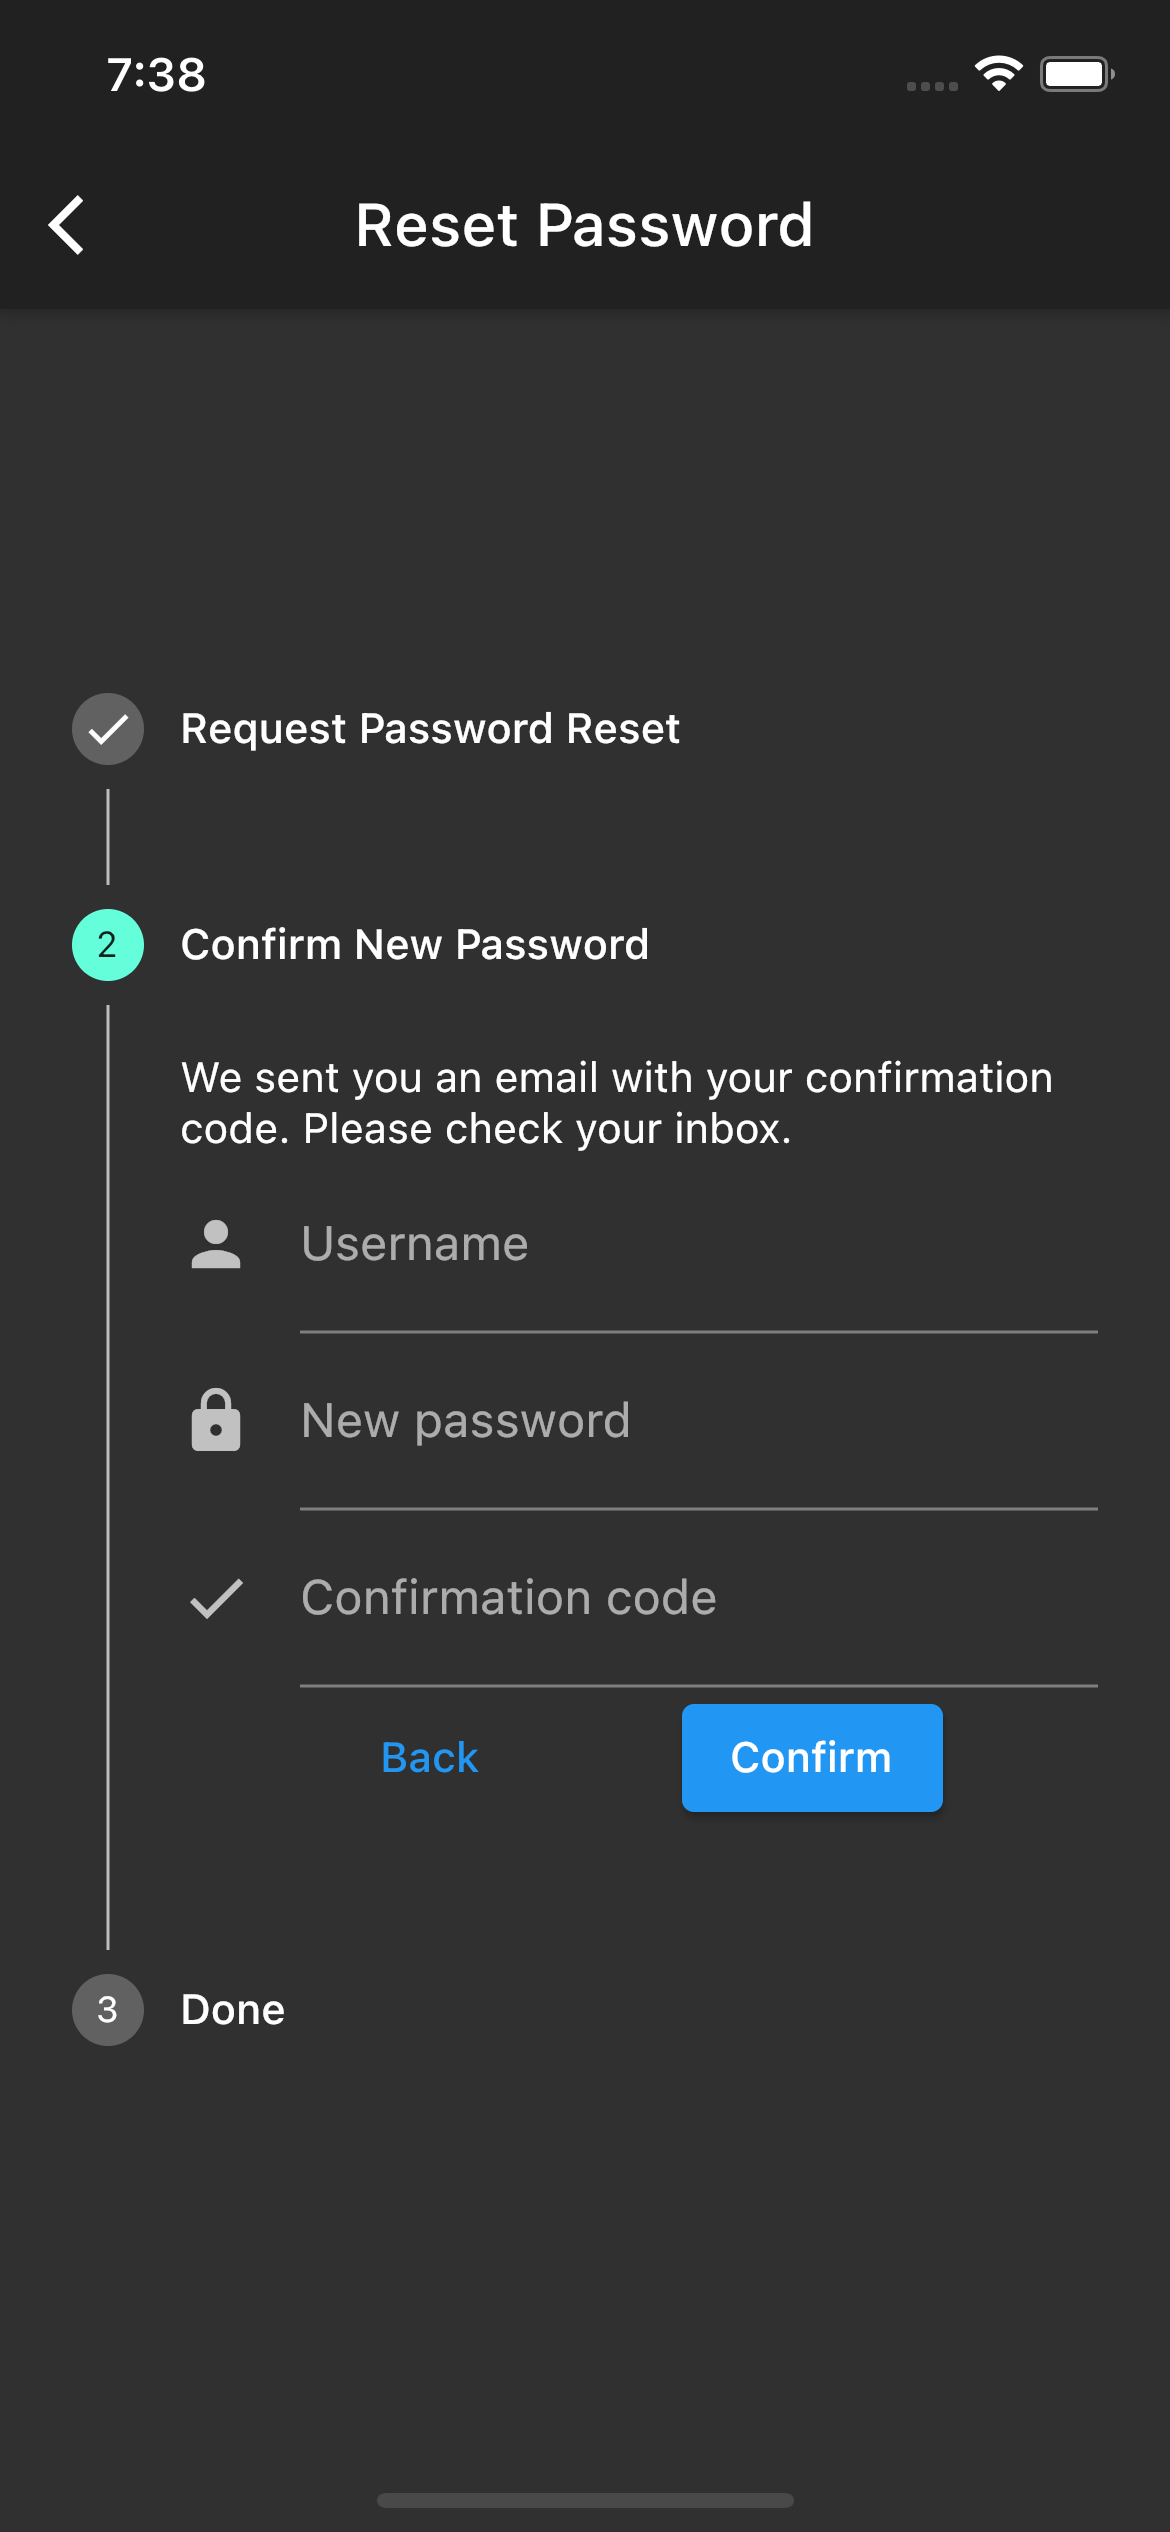 7:38
Reset Password
Request Password Reset
2
Confirm New Password
We sent you an email with your confirmation
code. Please check your inbox.
Username
New password
Confirmation code
Back
Confirm
3
Done